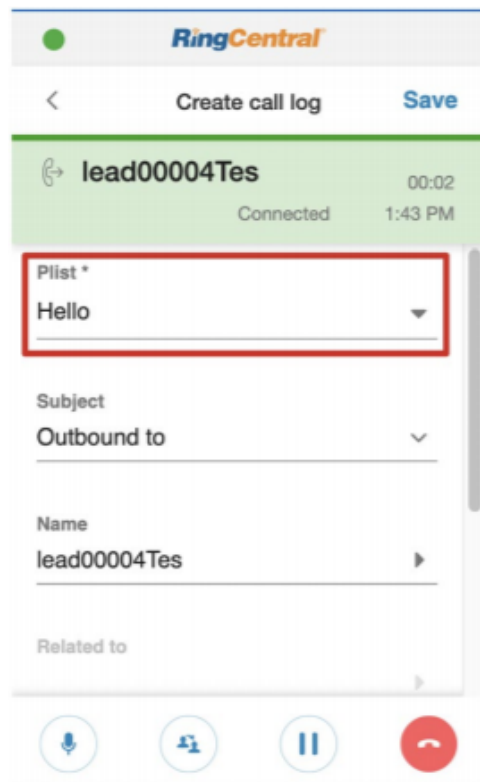 RingCentral
Create call log
Save
lead00004Tes
00:02
Connected
1:43 PM
Plist *
Hello
Subject
Outbound to
Name
lead00004Tes
Related to